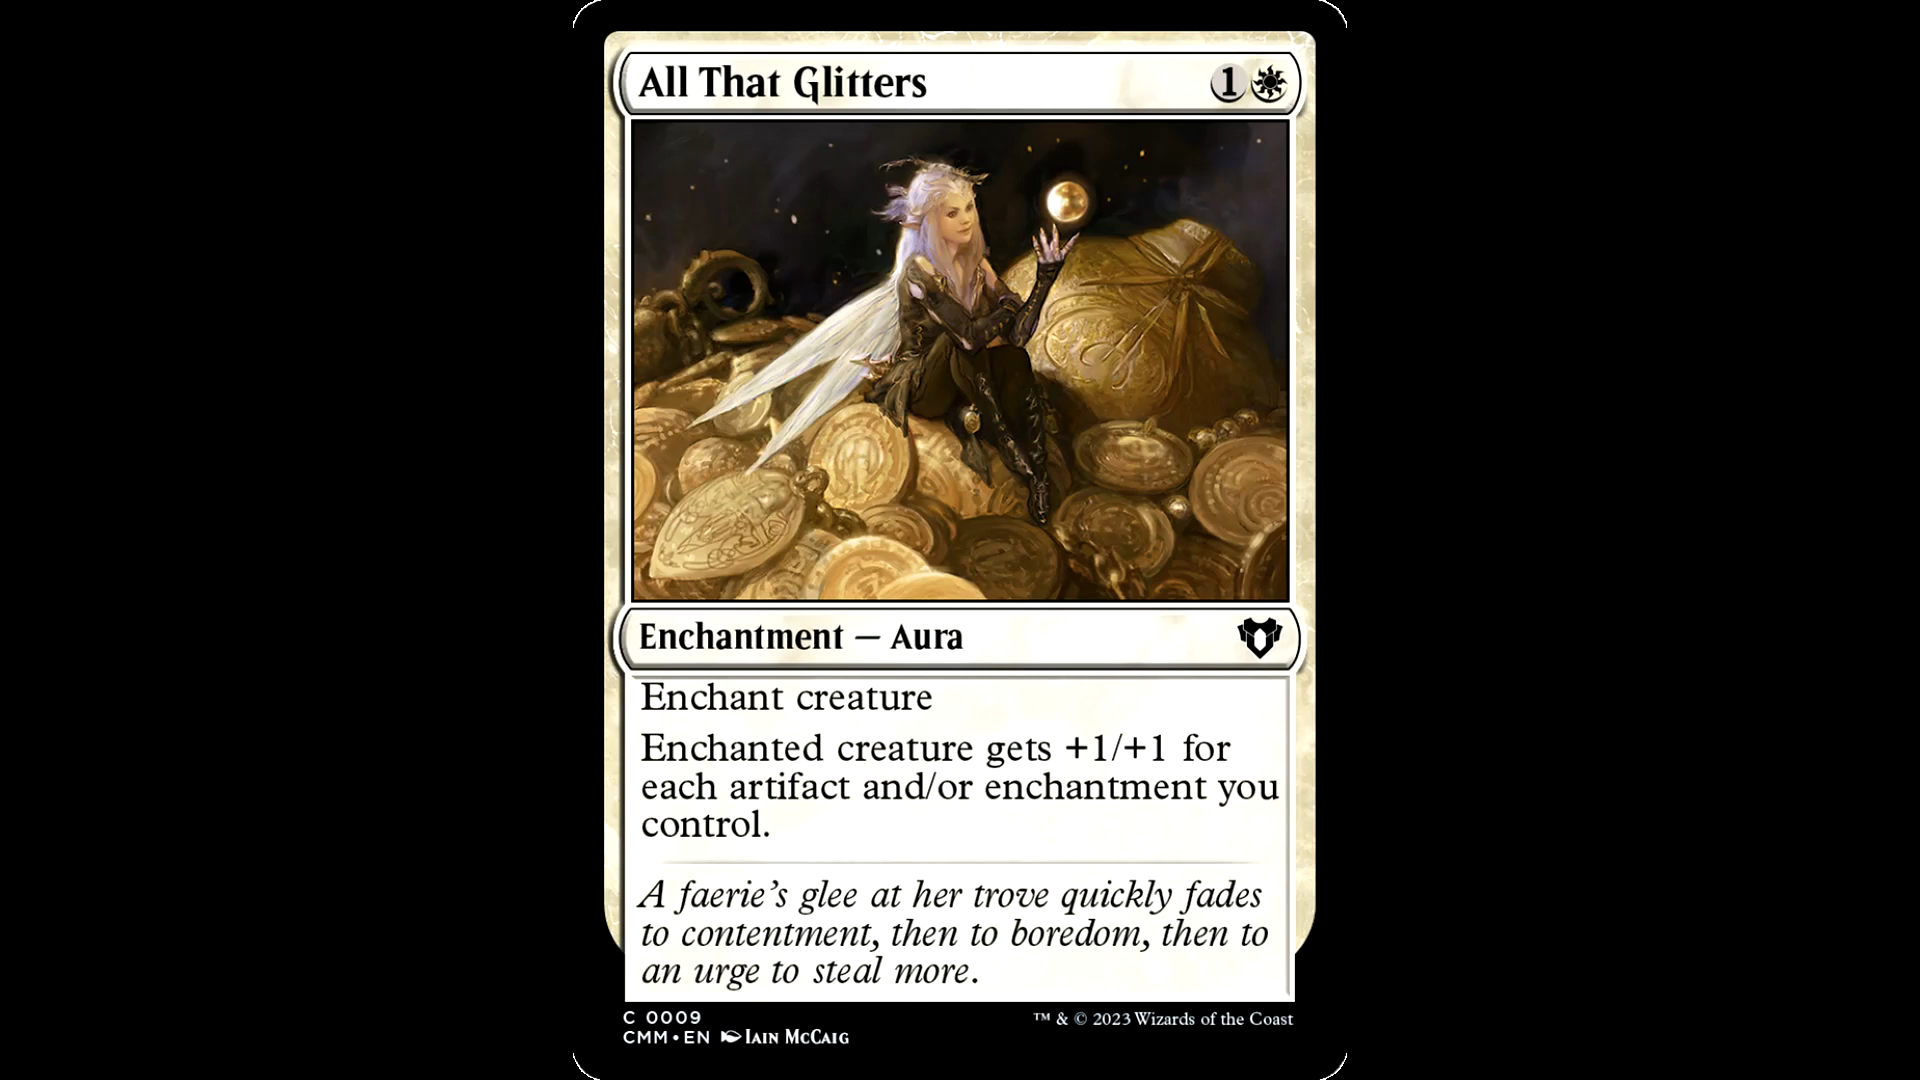 All That Glitters 1
Enchantment — Aura
Enchant creature
Enchanted creature gets +1/+1 for
each artifact and/or enchantment you
control.
A faerie’s glee at her trove quickly fades
to contentment, then to boredom, then to
an urge to steal more.
C 0009 ™ & © 2023 Wizards of the Coast
CMM • EN Iain McCaig